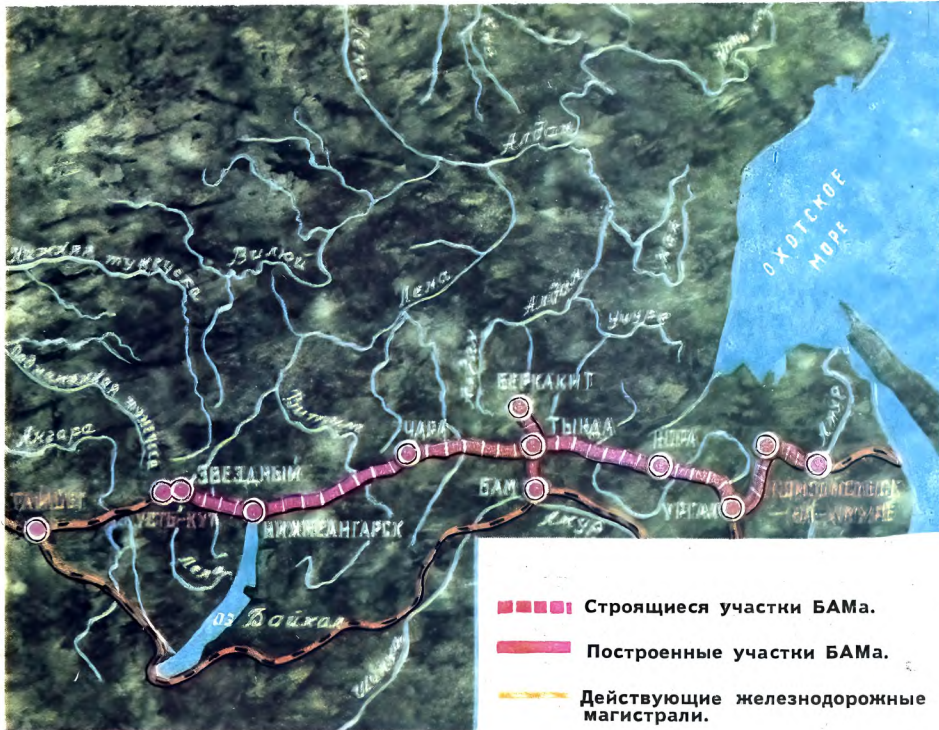 Лена
Алдан
ОХОТСКОЕ
МОРЕ
Нижняя тунгуска
Вилюй
Лена
Алдан
Учур
Подкаменная тунгуска
Витим
БЕРКАКИТ
Ангара
ЧАРА
ТЫНДА
ЗВЕЗДНЫЙ
БАМ
ТАЙШЕТ
УСТЬ-КУТ
НИЖНЕАНГАРСК
УРГАЛ
Амур
КОМСОМОЛЬСК
НА-АМУРЕ
Амур
Лена
оз Байкал
Шилка
Строящиеся участки БАМа.
Построенные участки БАМа.
Действующие железнодорожные
магистрали.